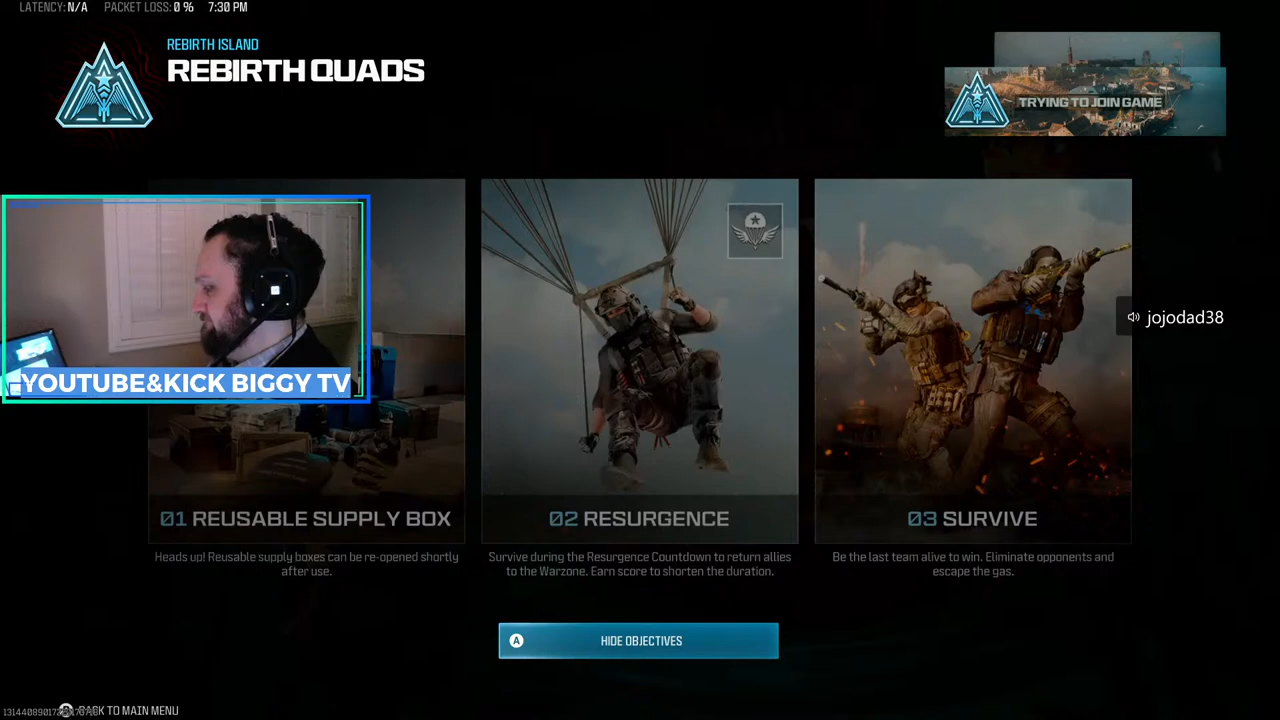 LATENCY: N/A PACKET LOSS: 0 % 7:30 PM
REBIRTH ISLAND
REBIRTH QUADS
TRYING TO JOIN GAME
jojodad38
YOUTUBE&KICK BIGGY TV
01 REUSABLE SUPPLY BOX
Heads up! Reusable supply boxes can be re-opened shortly
after use.
02 RESURGENCE
Survive during the Resurgence Countdown to return allies
to the Warzone. Earn score to shorten the duration.
03 SURVIVE
Be the last team alive to win. Eliminate opponents and
escape the gas.
A HIDE OBJECTIVES
BACK TO MAIN MENU